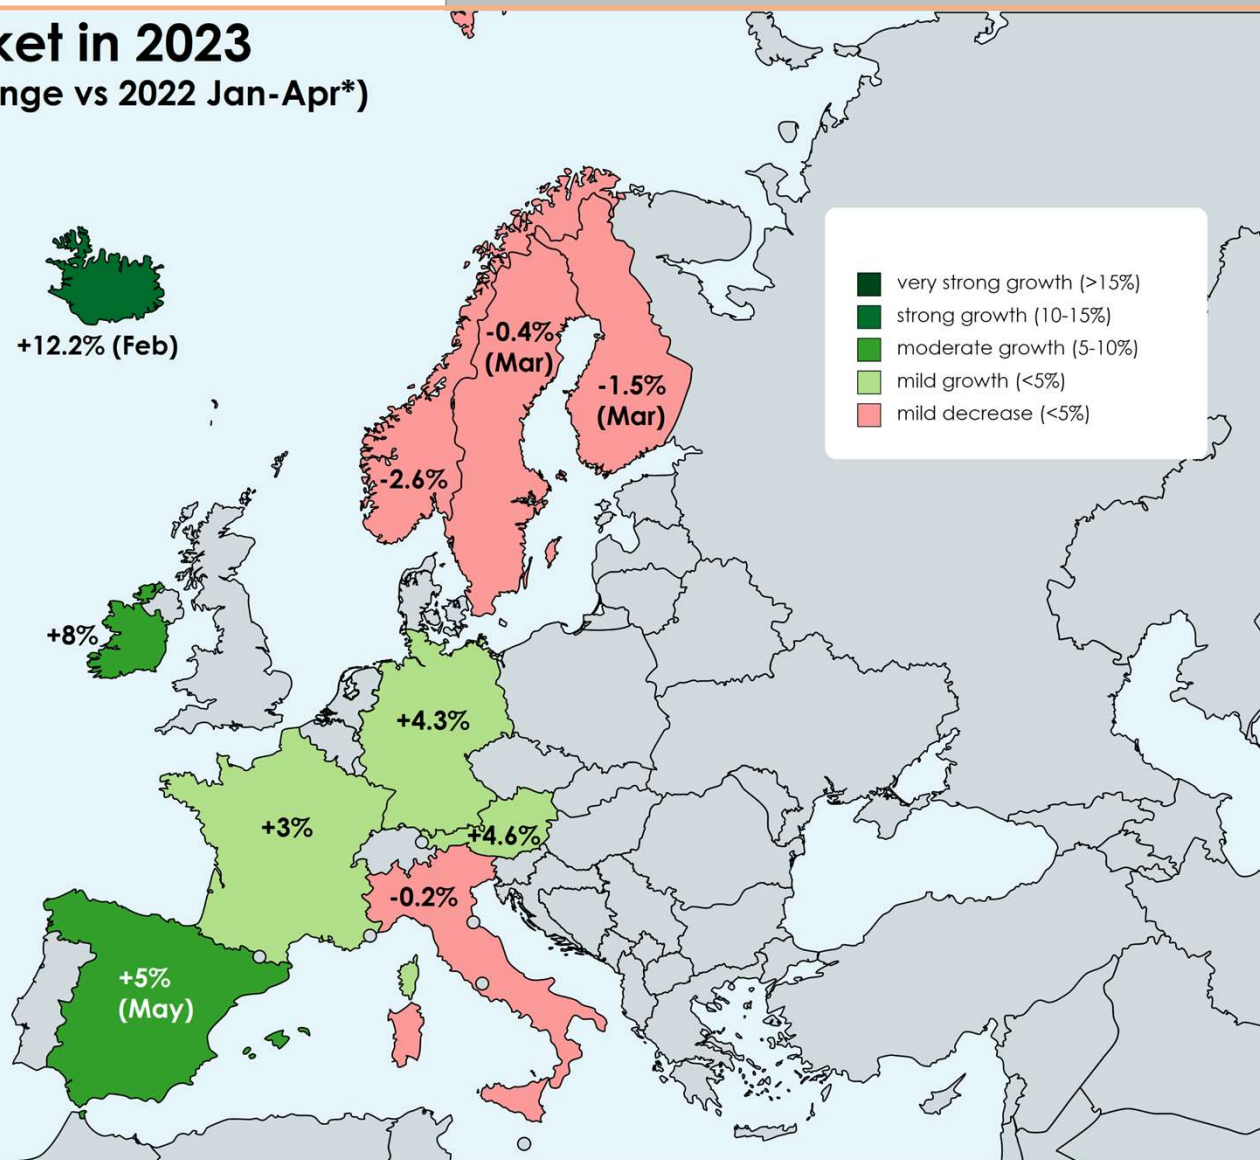 ket in 2023
nge vs 2022 Jan-Apr*)
very strong growth (>15%)
strong growth (10-15%)
moderate growth (5-10%)
mild growth (<5%)
mild decrease (<5%)
+12.2% (Feb)
-0.4%
(Mar)
-1.5%
(Mar)
-2.6%
+8%
+4.3%
+3%
+4.6%
-0.2%
+5%
(May)